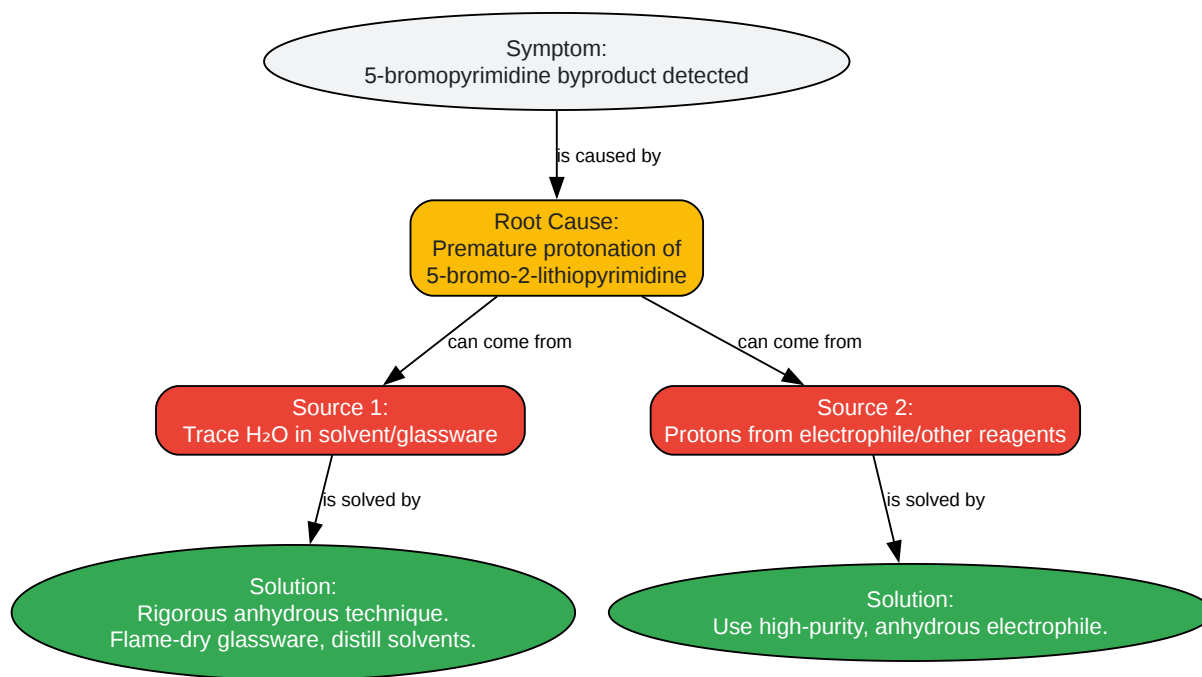 Symptom:
5-bromopyrimidine byproduct detected
is caused by
Root Cause:
Premature protonation of
5-bromo-2-lithiopyrimidine
can come from
can come from
Source 1:
Trace H₂O in solvent/glassware
Source 2:
Protons from electrophile/other reagents
is solved by
is solved by
Solution:
Rigorous anhydrous technique.
Flame-dry glassware, distill solvents.
Solution:
Use high-purity, anhydrous electrophile.